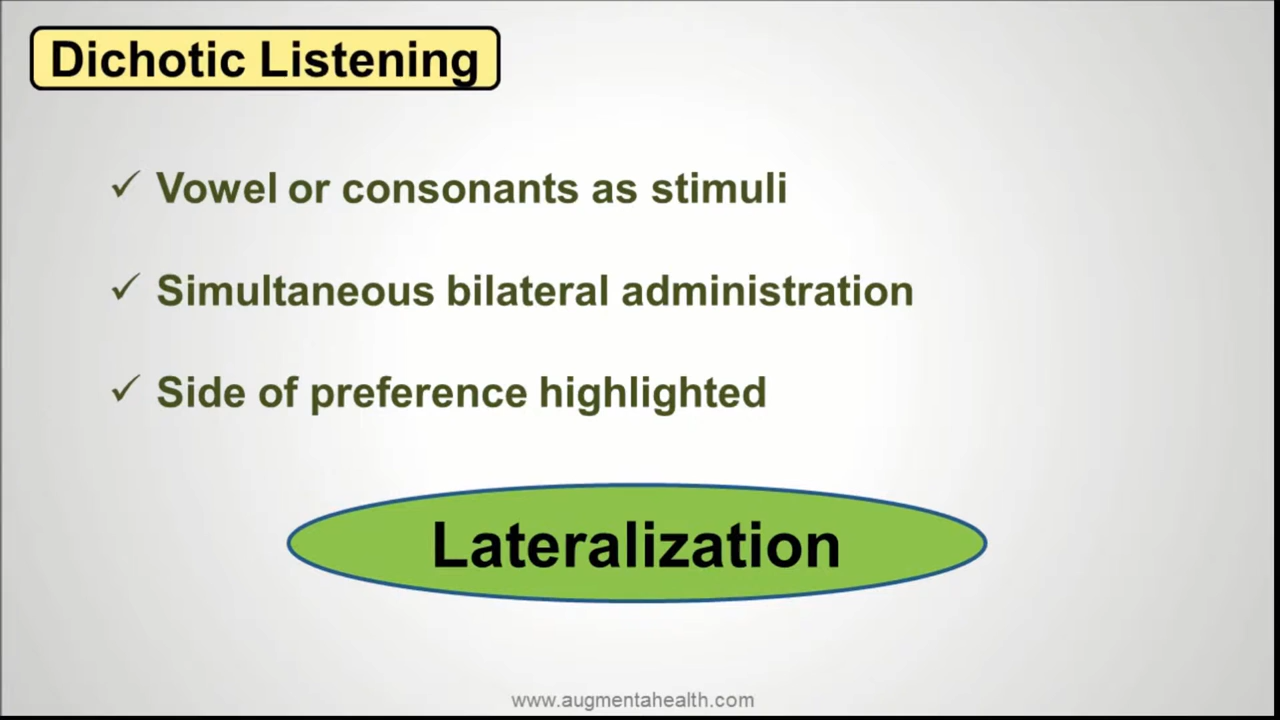 Dichotic Listening
✓ Vowel or consonants as stimuli
✓ Simultaneous bilateral administration
✓ Side of preference highlighted
Lateralization
www.augmentahealth.com